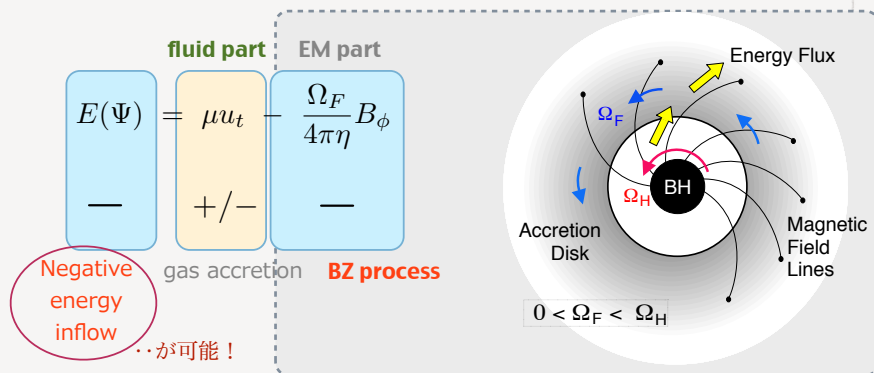 fluid part
EM part
E(Ψ) = μu_t − Ω_F/4πη B_ϕ
− +/− −
Negative
energy
inflow
gas accretion
BZ process
‥が可能！
Energy Flux
Ω_F
Ω_H
BH
Accretion
Disk
Magnetic
Field
Lines
0 < Ω_F < Ω_H